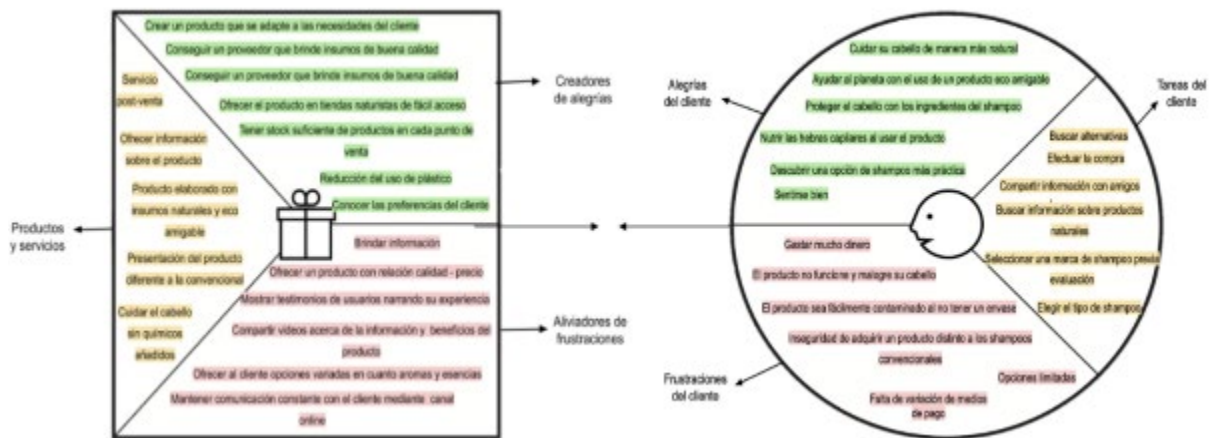 Crear un producto que se adapte a las necesidades del cliente
Conseguir un proveedor que brinde insumos de buena calidad
Conseguir un proveedor que brinde insumos de buena calidad
Ofrecer el producto en tiendas naturistas de fácil acceso
Tener stock suficiente de productos en cada punto de
venta
Reducción del uso de plástico
Conocer las preferencias del cliente
Creadores
de alegrías
Servicio
post-venta
Ofrecer información
sobre el producto
Producto elaborado con
insumos naturales y eco
amigable
Presentación del producto
diferente a la convencional
Cuidar el cabello
sin químicos
añadidos
Productos
y servicios
Brindar información
Ofrecer un producto con relación calidad - precio
Mostrar testimonios de usuarios narrando su experiencia
Compartir videos acerca de la información y beneficios del
producto
Ofrecer al cliente opciones variadas en cuanto aromas y esencias
Mantener comunicación constante con el cliente mediante canal
online
Aliviadores de
frustraciones
Alegrías
del cliente
Cuidar su cabello de manera más natural
Ayudar al planeta con el uso de un producto eco amigable
Proteger el cabello con los ingredientes del shampoo
Nutrir las hebras capilares al usar el producto
Descubrir una opción de shampoo más práctica
Sentirse bien
Tareas del
cliente
Buscar alternativas
Efectuar la compra
Compartir información con amigos
Buscar información sobre productos
naturales
Seleccionar una marca de shampoo previa
evaluación
Elegir el tipo de shampoo
Gastar mucho dinero
El producto no funcione y malogre su cabello
El producto sea fácilmente contaminado al no tener un envase
Inseguridad de adquirir un producto distinto a los shampoos
convencionales
Opciones limitadas
Falta de variación de medios
de pago
Frustraciones
del cliente